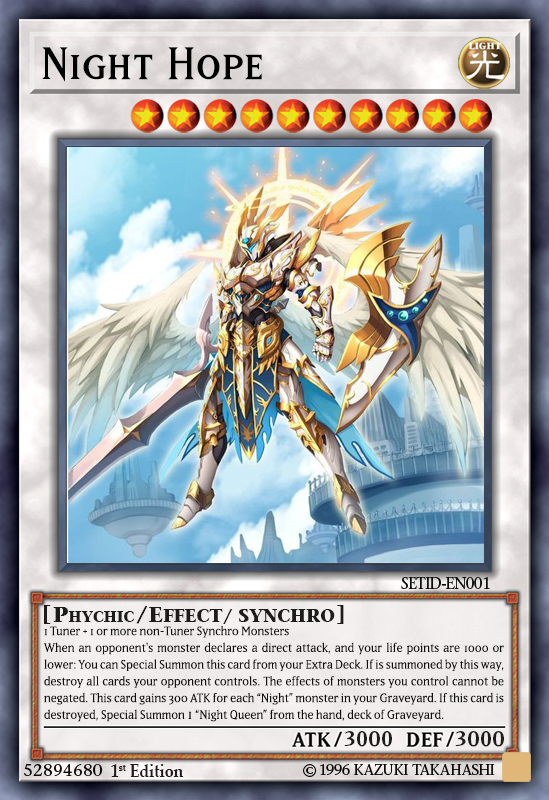 Night Hope
LIGHT
光
SETID-EN001
[Phychic/Effect/ synchro]
1 Tuner + 1 or more non-Tuner Synchro Monsters
When an opponent's monster declares a direct attack, and your life points are 1000 or
lower: You can Special Summon this card from your Extra Deck. If is summoned by this way,
destroy all cards your opponent controls. The effects of monsters you control cannot be
negated. This card gains 300 ATK for each “Night” monster in your Graveyard. If this card is
destroyed, Special Summon 1 “Night Queen” from the hand, deck of Graveyard.
ATK/3000 DEF/3000
52894680 1st Edition © 1996 KAZUKI TAKAHASHI